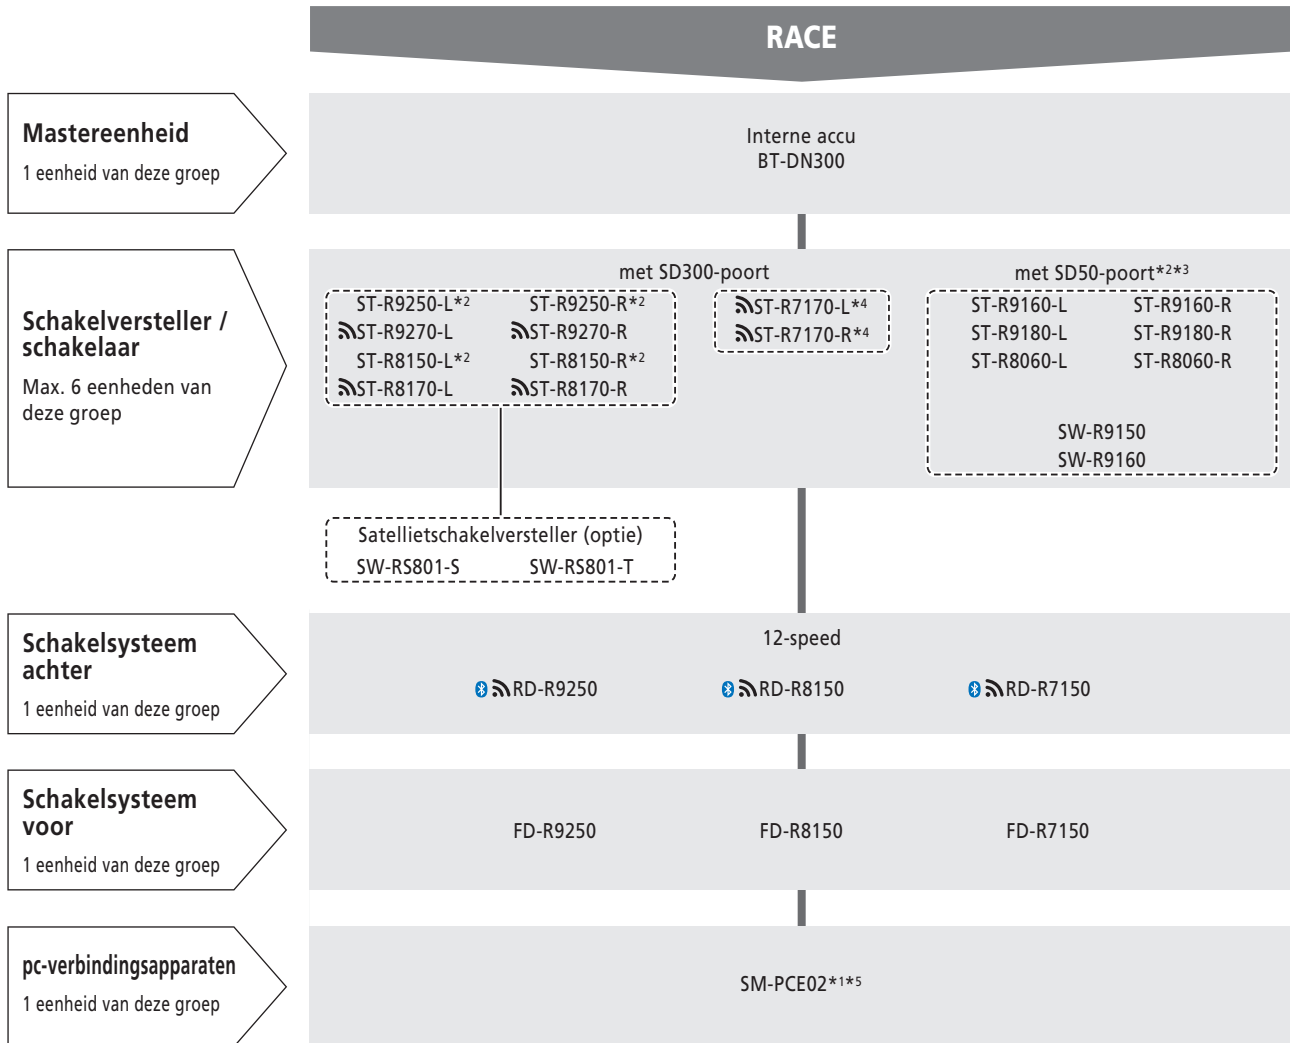 RACE
Mastereenheid
1 eenheid van deze groep
Interne accu
BT-DN300
Schakelversteller /
schakelaar
Max. 6 eenheden van
deze groep
met SD300-poort
ST-R9250-L*2 ST-R9250-R*2
ST-R9270-L ST-R9270-R
ST-R8150-L*2 ST-R8150-R*2
ST-R8170-L ST-R8170-R
ST-R7170-L*4
ST-R7170-R*4
met SD50-poort*2*3
ST-R9160-L ST-R9160-R
ST-R9180-L ST-R9180-R
ST-R8060-L ST-R8060-R
SW-R9150
SW-R9160
Satellietschakelversteller (optie)
SW-RS801-S SW-RS801-T
Schakelsysteem
achter
1 eenheid van deze groep
12-speed
RD-R9250 RD-R8150 RD-R7150
Schakelsysteem
voor
1 eenheid van deze groep
FD-R9250 FD-R8150 FD-R7150
pc-verbindingsapparaten
1 eenheid van deze groep
SM-PCE02*1*5